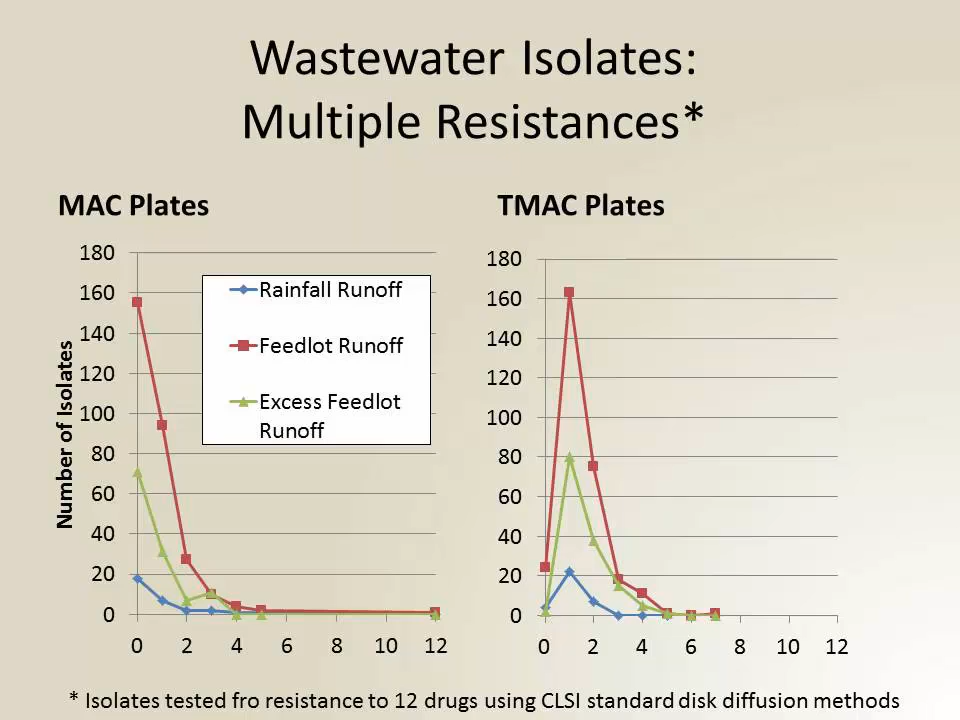 Wastewater Isolates:
Multiple Resistances*
MAC Plates
TMAC Plates
Number of Isolates
180
160
140
120
100
80
60
40
20
0
0 2 4 6 8 10 12
Rainfall Runoff
Feedlot Runoff
Excess Feedlot
Runoff
180
160
140
120
100
80
60
40
20
0
0 2 4 6 8 10 12
* Isolates tested fro resistance to 12 drugs using CLSI standard disk diffusion methods